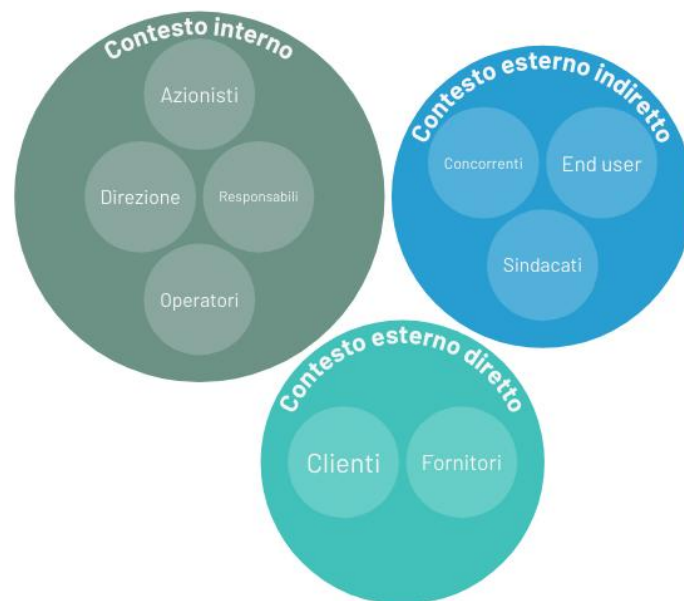 Contesto interno
Azionisti
Direzione
Responsabili
Operatori
Contesto esterno indiretto
Concorrenti
End user
Sindacati
Contesto esterno diretto
Clienti
Fornitori